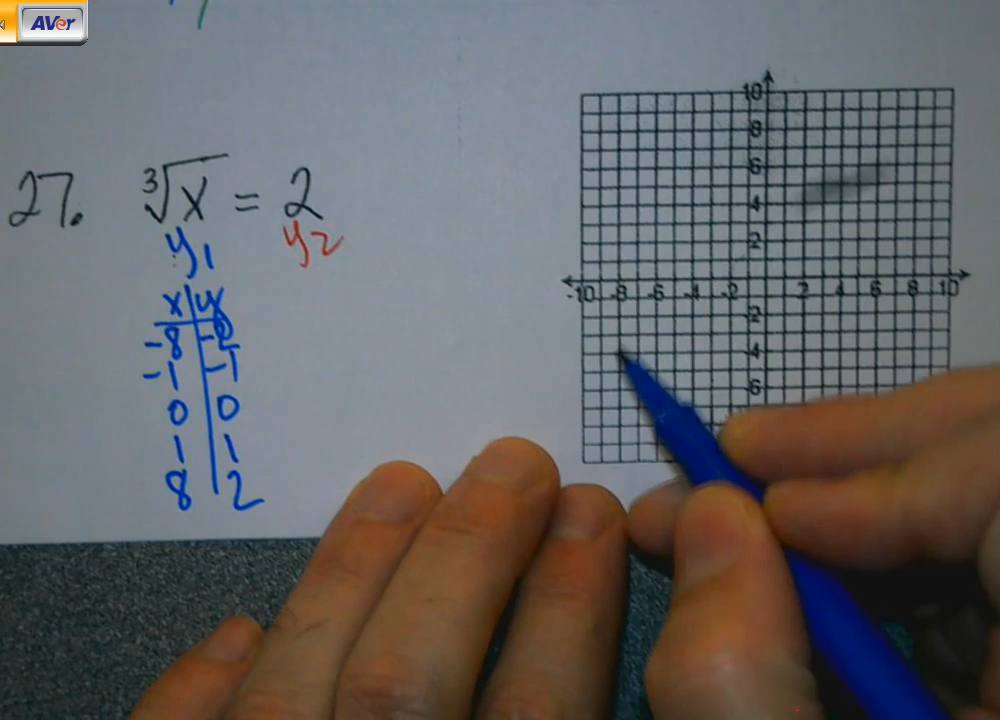 AVer
27. ∛x = 2
y1 y2
x | y
-8 | -2
-1 | -1
0 | 0
1 | 1
8 | 2
10
8
6
4
2
-10 -8 -6 -4 -2 2 4 6 8 10
-2
-4
-6